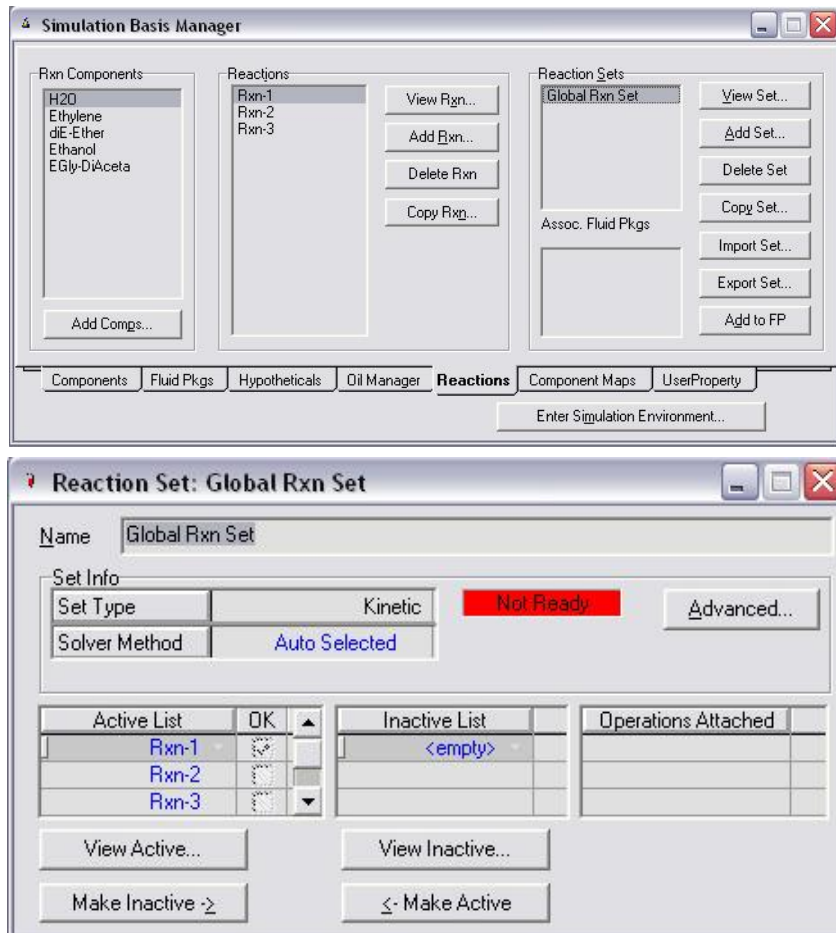 Simulation Basis Manager
Rxn Components
H2O
Ethylene
diE-Ether
Ethanol
EGly-DiAceta
Add Comps...
Reactions
Rxn-1
Rxn-2
Rxn-3
View Rxn...
Add Rxn...
Delete Rxn
Copy Rxn...
Reaction Sets
Global Rxn Set
Assoc. Fluid Pkgs
View Set...
Add Set...
Delete Set
Copy Set...
Import Set...
Export Set...
Add to FP
Components Fluid Pkgs Hypotheticals Oil Manager Reactions Component Maps UserProperty
Enter Simulation Environment...
Reaction Set: Global Rxn Set
Name Global Rxn Set
Set Info
Set Type Kinetic Not Ready Advanced...
Solver Method Auto Selected
Active List OK
Rxn-1
Rxn-2
Rxn-3
Inactive List
<empty>
Operations Attached
View Active...
View Inactive...
Make Inactive ->
<- Make Active